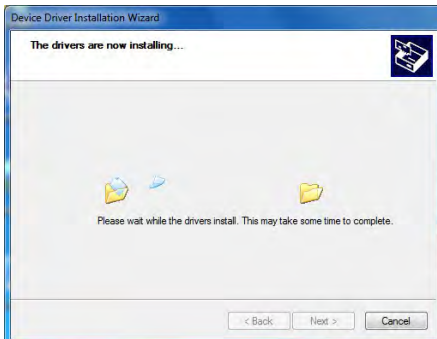 Device Driver Installation Wizard
The drivers are now installing...
Please wait while the drivers install. This may take some time to complete.
< Back Next > Cancel